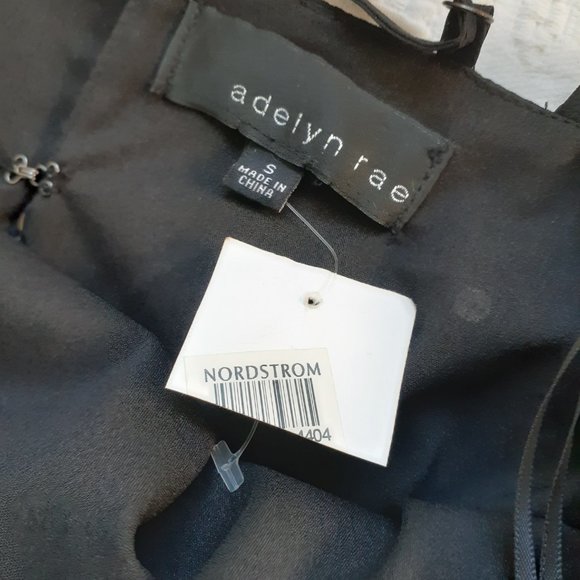 adelyn rae
S
MADE IN
CHINA
NORDSTROM
4404